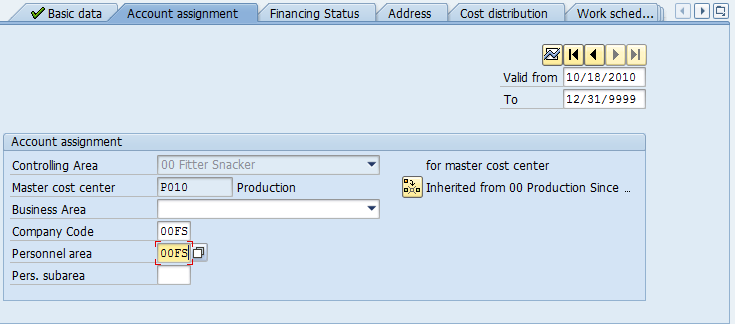 Basic data Account assignment Financing Status Address Cost distribution Work sched...
Valid from 10/18/2010
To 12/31/9999
Account assignment
Controlling Area 00 Fitter Snacker for master cost center
Master cost center P010 Production Inherited from 00 Production Since ...
Business Area
Company Code 00FS
Personnel area 00FS
Pers. subarea